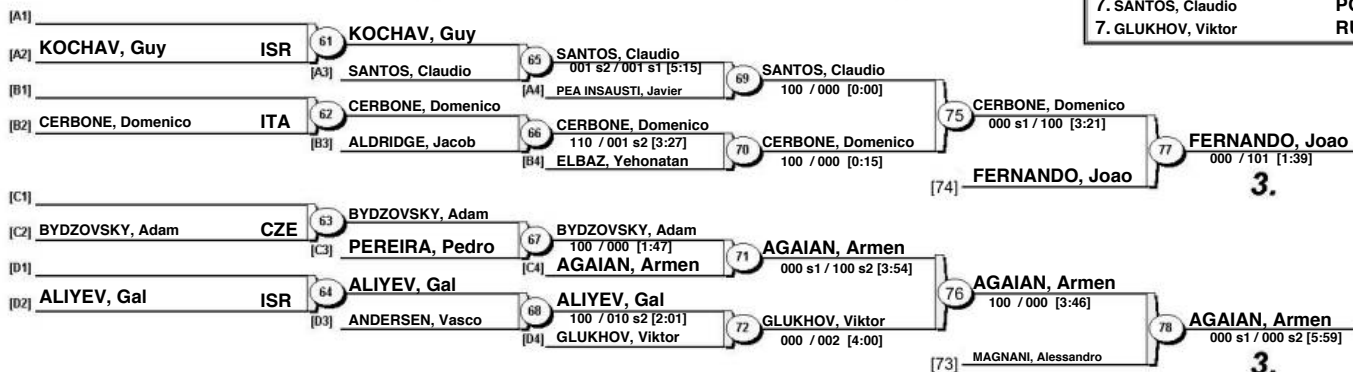 7. SANTOS, Claudio
7. GLUKHOV, Viktor
[A1]
[A2] KOCHAV, Guy ISR
61
KOCHAV, Guy
[A3] SANTOS, Claudio
65
SANTOS, Claudio
001 s2 / 001 s1 [5:15]
[A4] PEA INSAUSTI, Javier
69
SANTOS, Claudio
100 / 000 [0:00]
[B1]
[B2] CERBONE, Domenico ITA
62
CERBONE, Domenico
[B3] ALDRIDGE, Jacob
66
CERBONE, Domenico
110 / 001 s2 [3:27]
[B4] ELBAZ, Yehonatan
70
CERBONE, Domenico
100 / 000 [0:15]
75
CERBONE, Domenico
000 s1 / 100 [3:21]
[74] FERNANDO, Joao
77
FERNANDO, Joao
000 / 101 [1:39]
3.
[C1]
[C2] BYDZOVSKY, Adam CZE
63
BYDZOVSKY, Adam
[C3] PEREIRA, Pedro
67
BYDZOVSKY, Adam
100 / 000 [1:47]
[C4] AGAIAN, Armen
71
AGAIAN, Armen
000 s1 / 100 s2 [3:54]
[D1]
[D2] ALIYEV, Gal ISR
64
ALIYEV, Gal
[D3] ANDERSEN, Vasco
68
ALIYEV, Gal
100 / 010 s2 [2:01]
[D4] GLUKHOV, Viktor
72
GLUKHOV, Viktor
000 / 002 [4:00]
76
AGAIAN, Armen
100 / 000 [3:46]
[73] MAGNANI, Alessandro
78
AGAIAN, Armen
000 s1 / 000 s2 [5:59]
3.